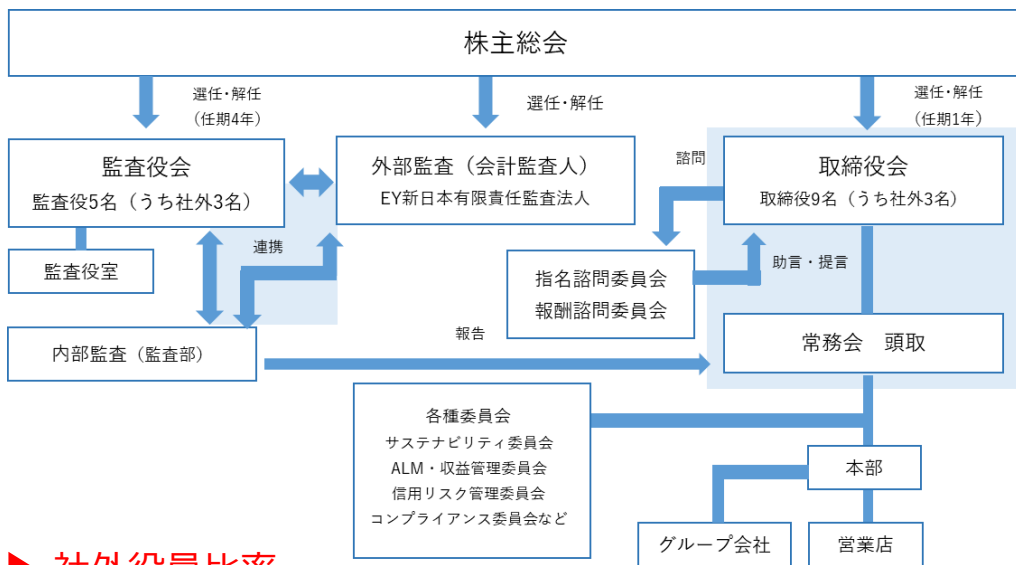 株主総会
選任・解任
(任期4年)
選任・解任
選任・解任
(任期1年)
監査役会
監査役5名（うち社外3名）
外部監査（会計監査人）
EY新日本有限責任監査法人
諮問
取締役会
取締役9名（うち社外3名）
連携
監査役室
指名諮問委員会
報酬諮問委員会
助言・提言
内部監査（監査部）
報告
常務会　頭取
各種委員会
サステナビリティ委員会
ALM・収益管理委員会
信用リスク管理委員会
コンプライアンス委員会など
本部
グループ会社
営業店
▶ 社外役員比率